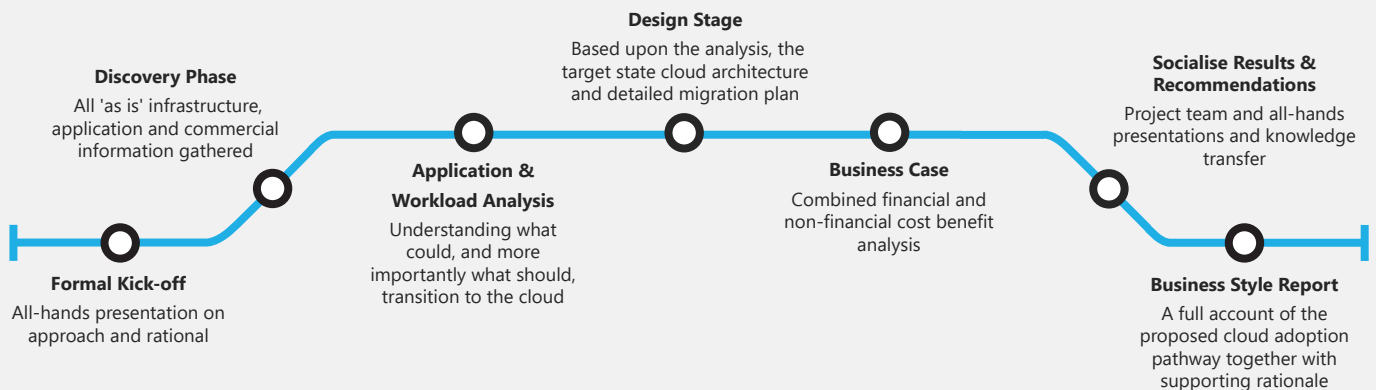 Formal Kick-off
All-hands presentation on
approach and rational
Discovery Phase
All 'as is' infrastructure,
application and commercial
information gathered
Application &
Workload Analysis
Understanding what
could, and more
importantly what should,
transition to the cloud
Design Stage
Based upon the analysis, the
target state cloud architecture
and detailed migration plan
Business Case
Combined financial and
non-financial cost benefit
analysis
Socialise Results &
Recommendations
Project team and all-hands
presentations and knowledge
transfer
Business Style Report
A full account of the
proposed cloud adoption
pathway together with
supporting rationale